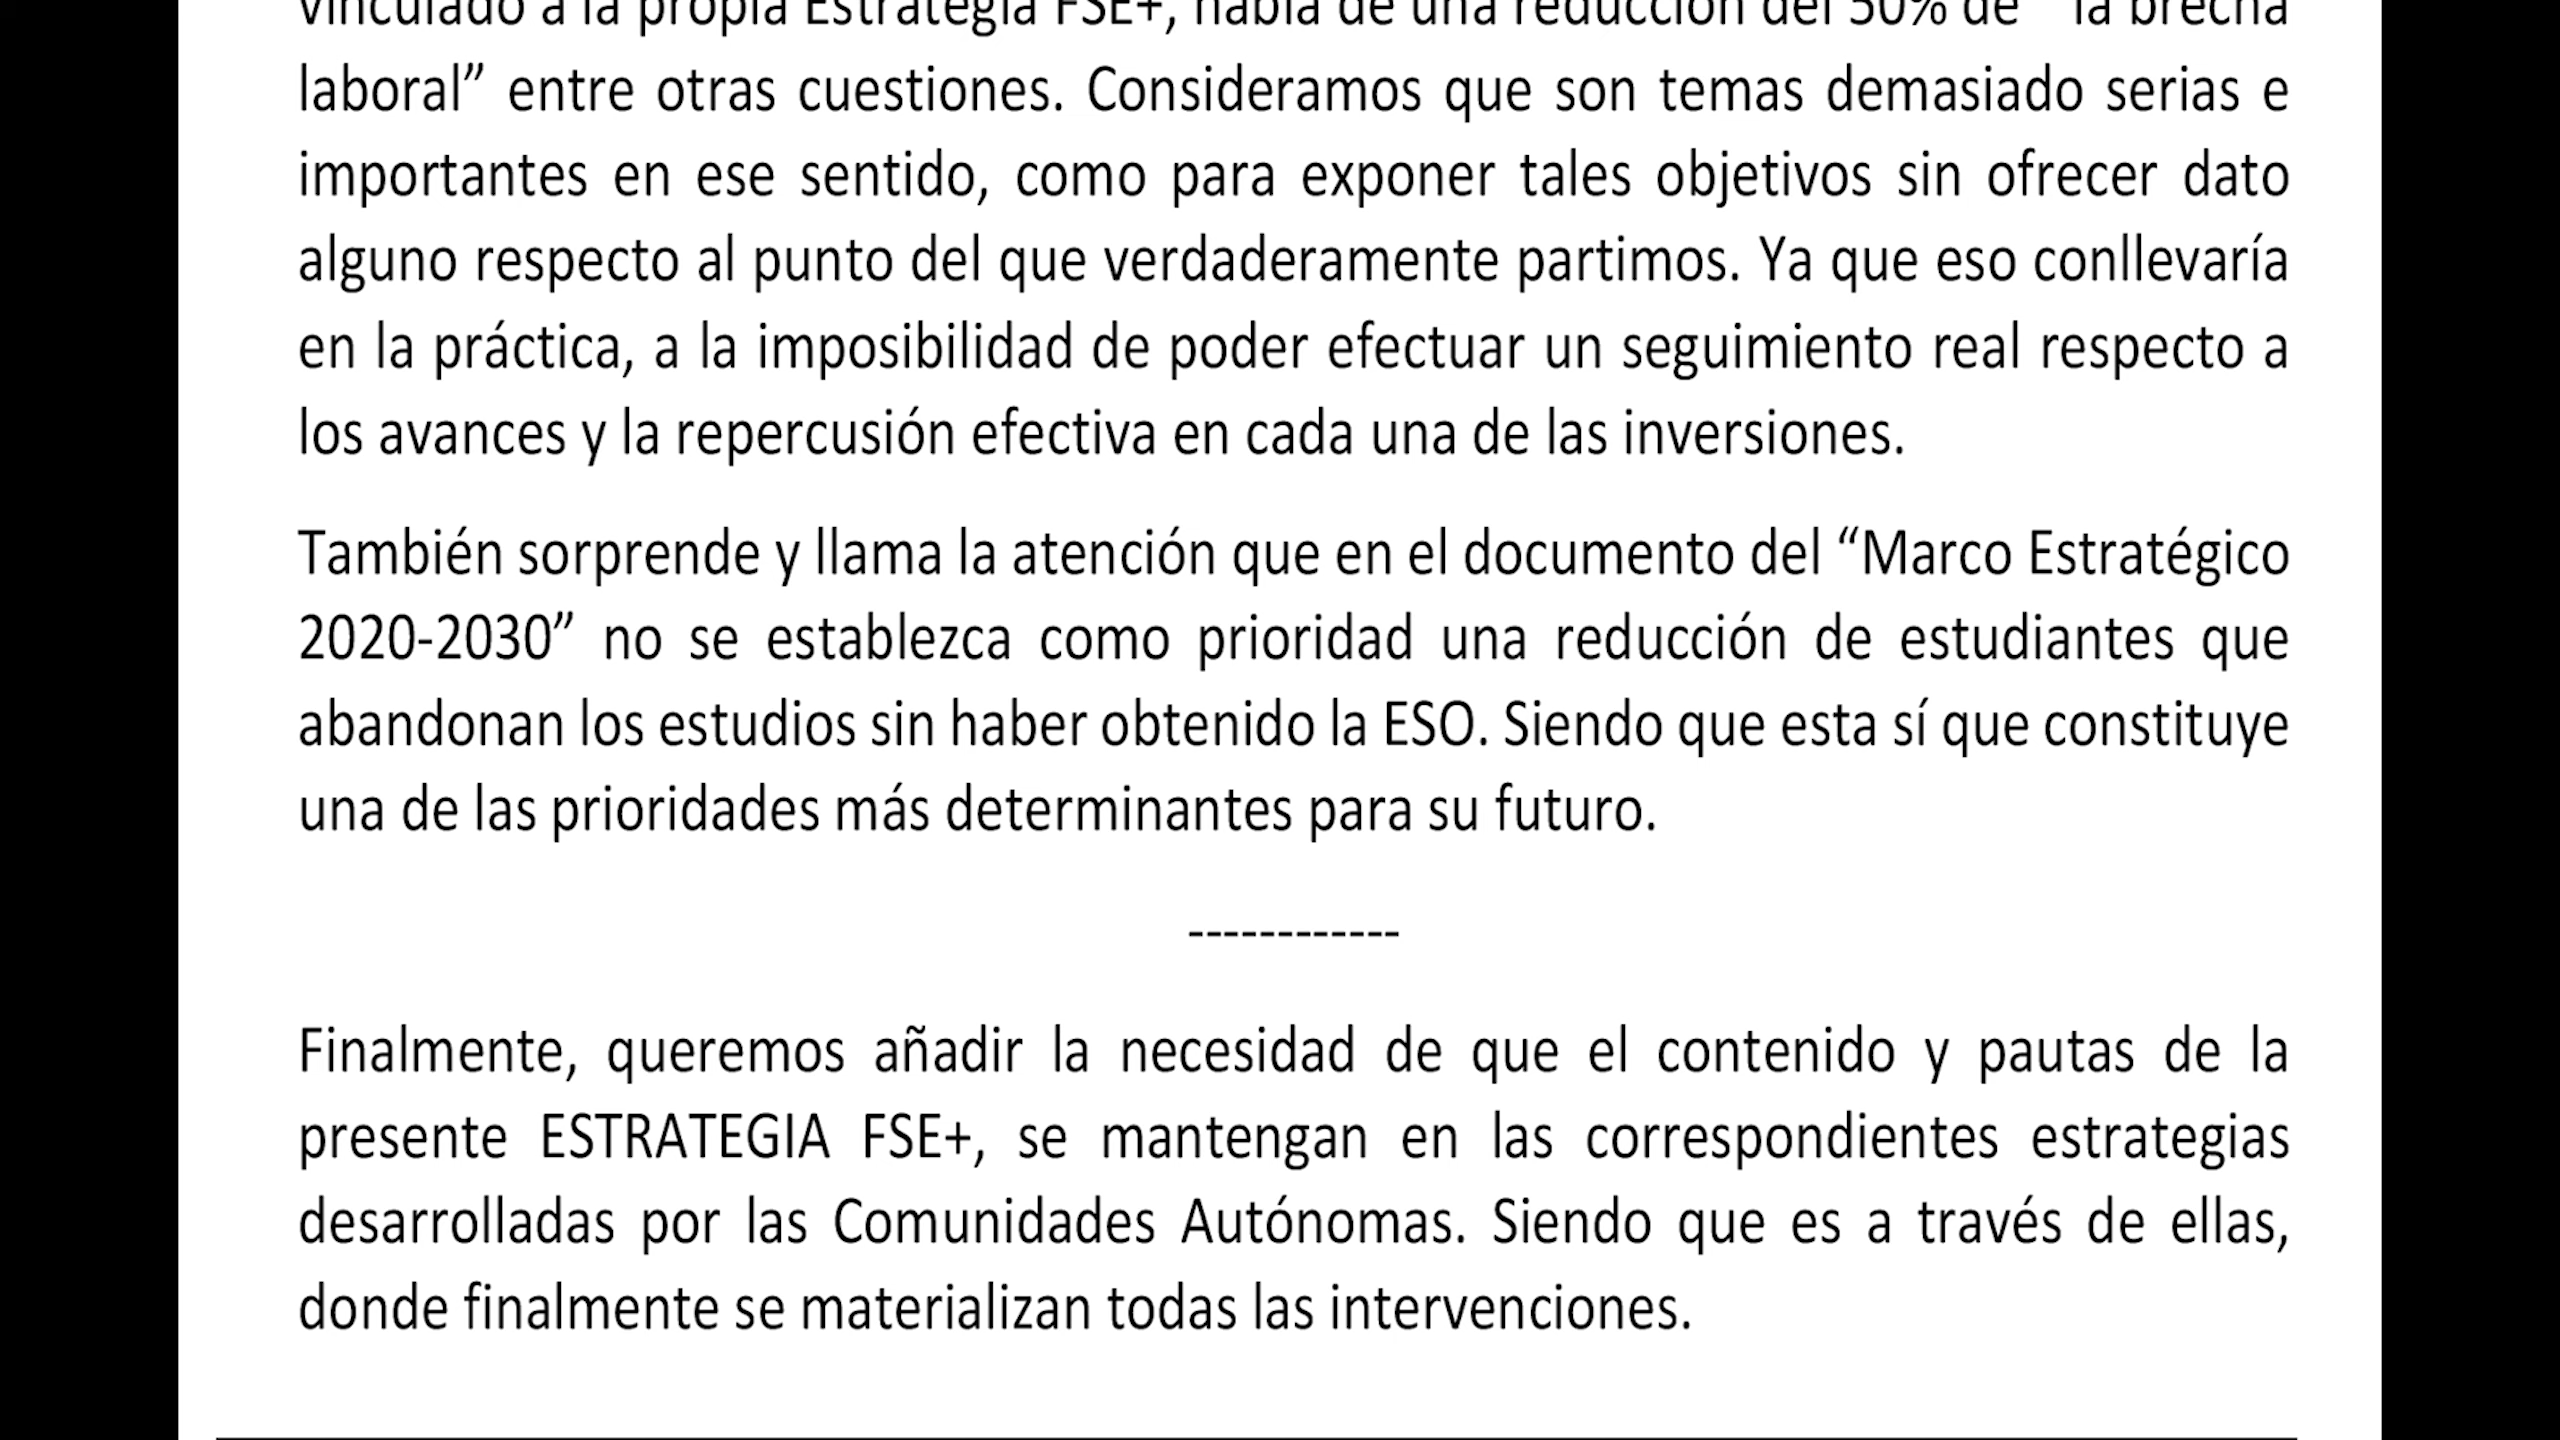 vinculado a la propia Estrategia FSE+, habla de una reducción del 50% de " la brecha
laboral” entre otras cuestiones. Consideramos que son temas demasiado serias e
importantes en ese sentido, como para exponer tales objetivos sin ofrecer dato
alguno respecto al punto del que verdaderamente partimos. Ya que eso conllevaría
en la práctica, a la imposibilidad de poder efectuar un seguimiento real respecto a
los avances y la repercusión efectiva en cada una de las inversiones.
También sorprende y llama la atención que en el documento del “Marco Estratégico
2020-2030” no se establezca como prioridad una reducción de estudiantes que
abandonan los estudios sin haber obtenido la ESO. Siendo que esta sí que constituye
una de las prioridades más determinantes para su futuro.
------------
Finalmente, queremos añadir la necesidad de que el contenido y pautas de la
presente ESTRATEGIA FSE+, se mantengan en las correspondientes estrategias
desarrolladas por las Comunidades Autónomas. Siendo que es a través de ellas,
donde finalmente se materializan todas las intervenciones.